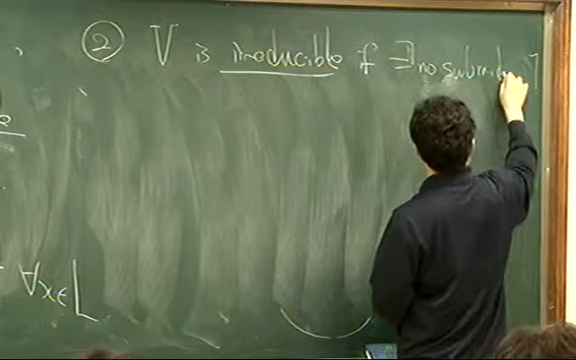 ② V is irreducible if ∃ no submod
∀x∈L